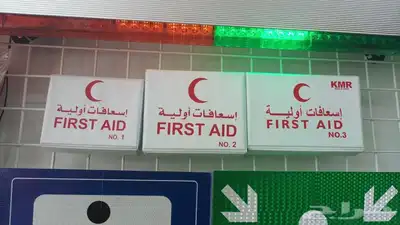 إسعافات أولية
FIRST AID
NO. 1
إسعافات أولية
FIRST AID
NO. 2
KMR
إسعافات أولية
FIRST AID
NO.3
حراج